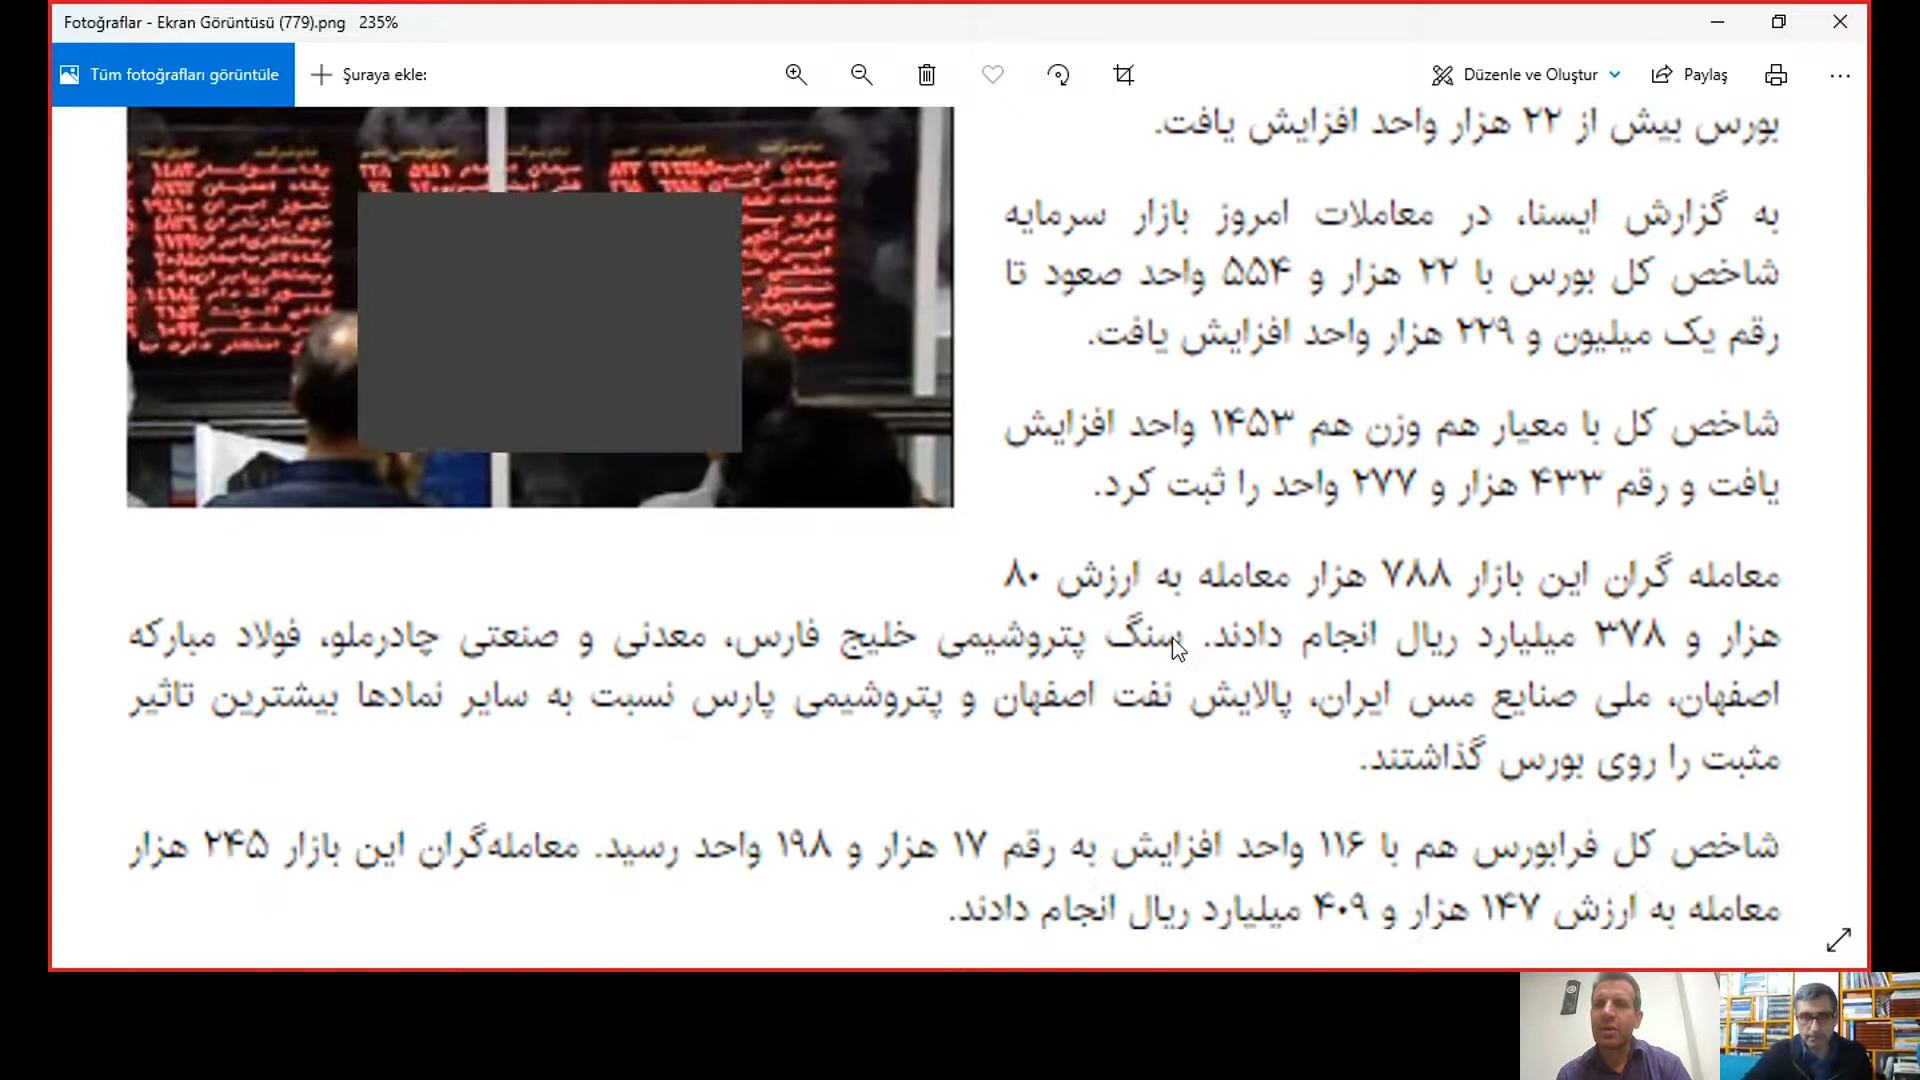 Fotoğraflar - Ekran Görüntüsü (779).png 235%
Tüm fotoğrafları görüntüle
Şuraya ekle:
Düzenle ve Oluştur
Paylaş
بورس بیش از ۲۲ هزار واحد افزایش یافت.
به گزارش ایسنا، در معاملات امروز بازار سرمایه
شاخص کل بورس با ۲۲ هزار و ۵۵۴ واحد صعود تا
رقم یک میلیون و ۲۲۹ هزار واحد افزایش یافت.
شاخص کل با معیار هم وزن هم ۱۴۵۳ واحد افزایش
یافت و رقم ۴۳۳ هزار و ۲۷۷ واحد را ثبت کرد.
معامله گران این بازار ۷۸۸ هزار معامله به ارزش ۸۰
هزار و ۳۷۸ میلیارد ریال انجام دادند. سنگ پتروشیمی خلیج فارس، معدنی و صنعتی چادرملو، فولاد مبارکه
اصفهان، ملی صنایع مس ایران، پالایش نفت اصفهان و پتروشیمی پارس نسبت به سایر نمادها بیشترین تاثیر
مثبت را روی بورس گذاشتند.
شاخص کل فرابورس هم با ۱۱۶ واحد افزایش به رقم ۱۷ هزار و ۱۹۸ واحد رسید. معامله‌گران این بازار ۲۴۵ هزار
معامله به ارزش ۱۴۷ هزار و ۴۰۹ میلیارد ریال انجام دادند.